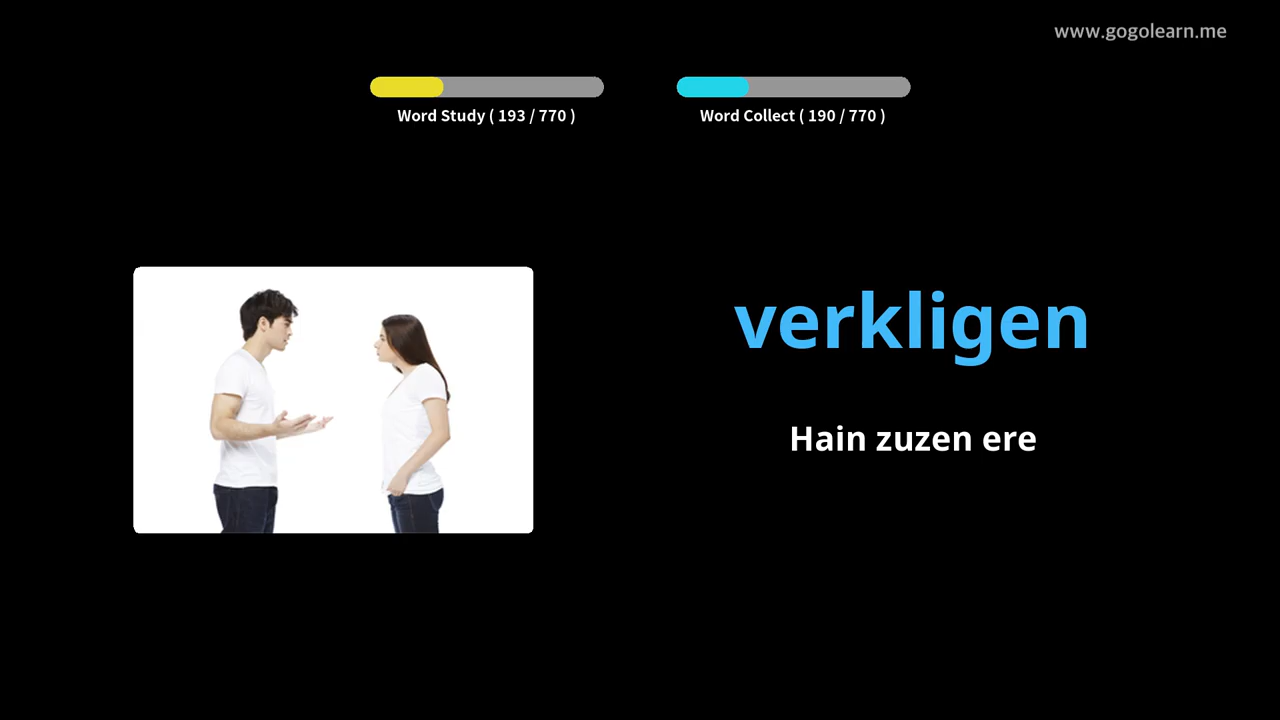 www.gogolearn.me
Word Study ( 193 / 770 )
Word Collect ( 190 / 770 )
verkligen
Hain zuzen ere